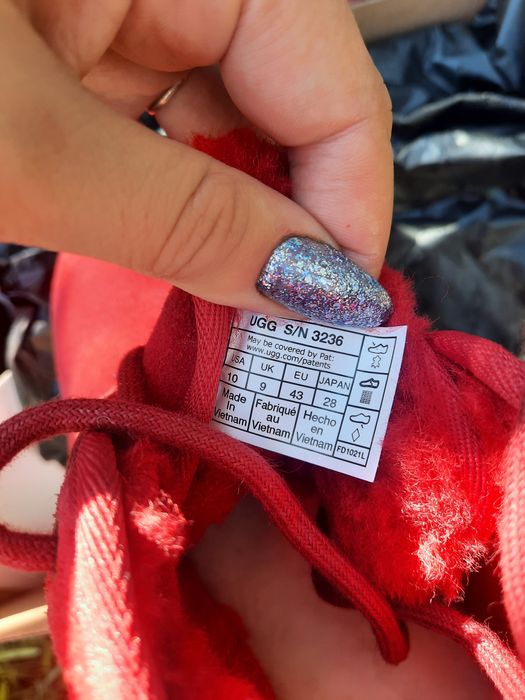 UGG S/N 3236
May be covered by Pat:
www.ugg.com/patents
USA UK EU JAPAN
10 9 43 28
Made in Vietnam
Fabriqué au Vietnam
Hecho en Vietnam
FD1021L